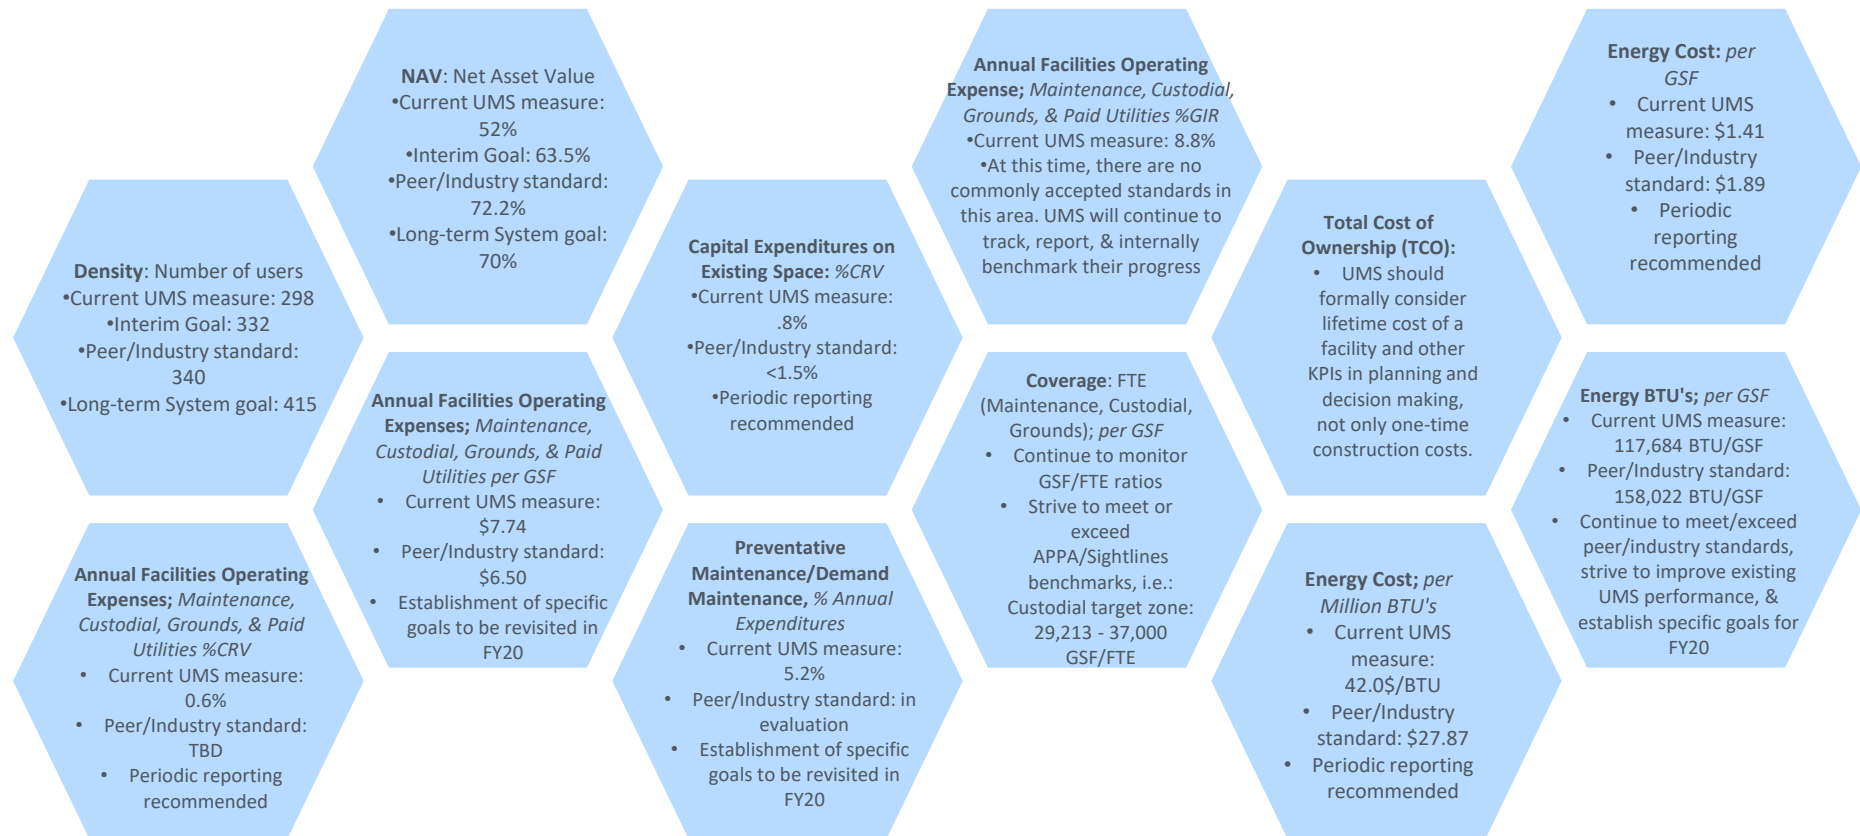 Density: Number of users
•Current UMS measure: 298
•Interim Goal: 332
•Peer/Industry standard:
340
•Long-term System goal: 415
Annual Facilities Operating
Expenses; Maintenance,
Custodial, Grounds, & Paid
Utilities %CRV
• Current UMS measure:
0.6%
• Peer/Industry standard:
TBD
• Periodic reporting
recommended
NAV: Net Asset Value
•Current UMS measure:
52%
•Interim Goal: 63.5%
•Peer/Industry standard:
72.2%
•Long-term System goal:
70%
Annual Facilities Operating
Expenses; Maintenance,
Custodial, Grounds, & Paid
Utilities per GSF
• Current UMS measure:
$7.74
• Peer/Industry standard:
$6.50
• Establishment of specific
goals to be revisited in
FY20
Capital Expenditures on
Existing Space: %CRV
•Current UMS measure:
.8%
•Peer/Industry standard:
<1.5%
•Periodic reporting
recommended
Preventative
Maintenance/Demand
Maintenance, % Annual
Expenditures
• Current UMS measure:
5.2%
• Peer/Industry standard: in
evaluation
• Establishment of specific
goals to be revisited in
FY20
Annual Facilities Operating
Expense; Maintenance, Custodial,
Grounds, & Paid Utilities %GIR
•Current UMS measure: 8.8%
•At this time, there are no
commonly accepted standards in
this area. UMS will continue to
track, report, & internally
benchmark their progress
Coverage: FTE
(Maintenance, Custodial,
Grounds); per GSF
• Continue to monitor
GSF/FTE ratios
• Strive to meet or
exceed
APPA/Sightlines
benchmarks, i.e.:
Custodial target zone:
29,213 - 37,000
GSF/FTE
Total Cost of
Ownership (TCO):
• UMS should
formally consider
lifetime cost of a
facility and other
KPIs in planning and
decision making,
not only one-time
construction costs.
Energy Cost; per
Million BTU's
• Current UMS
measure:
42.0$/BTU
• Peer/Industry
standard: $27.87
• Periodic reporting
recommended
Energy Cost: per
GSF
• Current UMS
measure: $1.41
• Peer/Industry
standard: $1.89
• Periodic
reporting
recommended
Energy BTU's; per GSF
• Current UMS measure:
117,684 BTU/GSF
• Peer/Industry standard:
158,022 BTU/GSF
• Continue to meet/exceed
peer/industry standards,
strive to improve existing
UMS performance, &
establish specific goals for
FY20